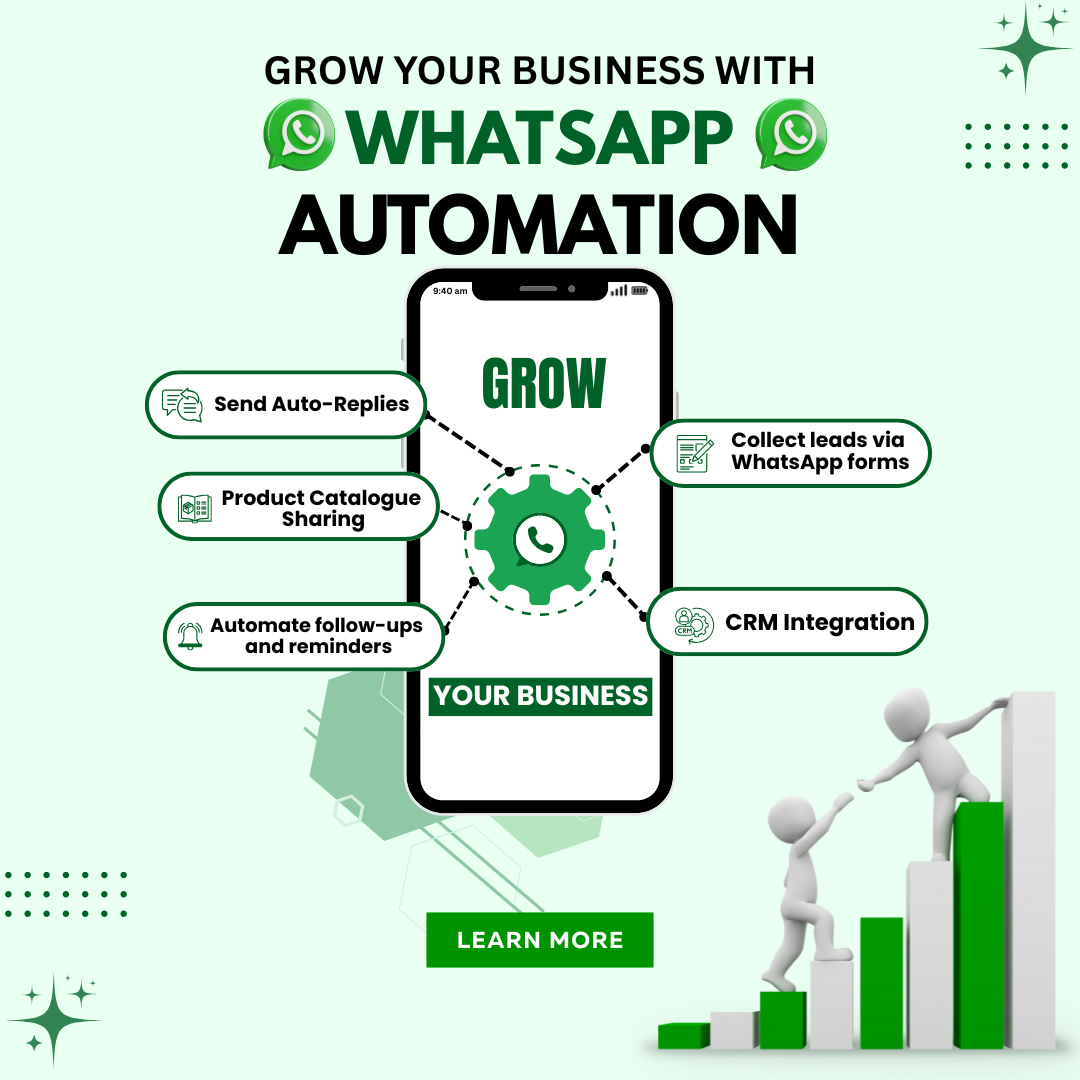 GROW YOUR BUSINESS WITH
WHATSAPP
AUTOMATION
9:40 am
GROW
Send Auto-Replies
Collect leads via
WhatsApp forms
Product Catalogue
Sharing
Automate follow-ups
and reminders
CRM
CRM Integration
YOUR BUSINESS
LEARN MORE